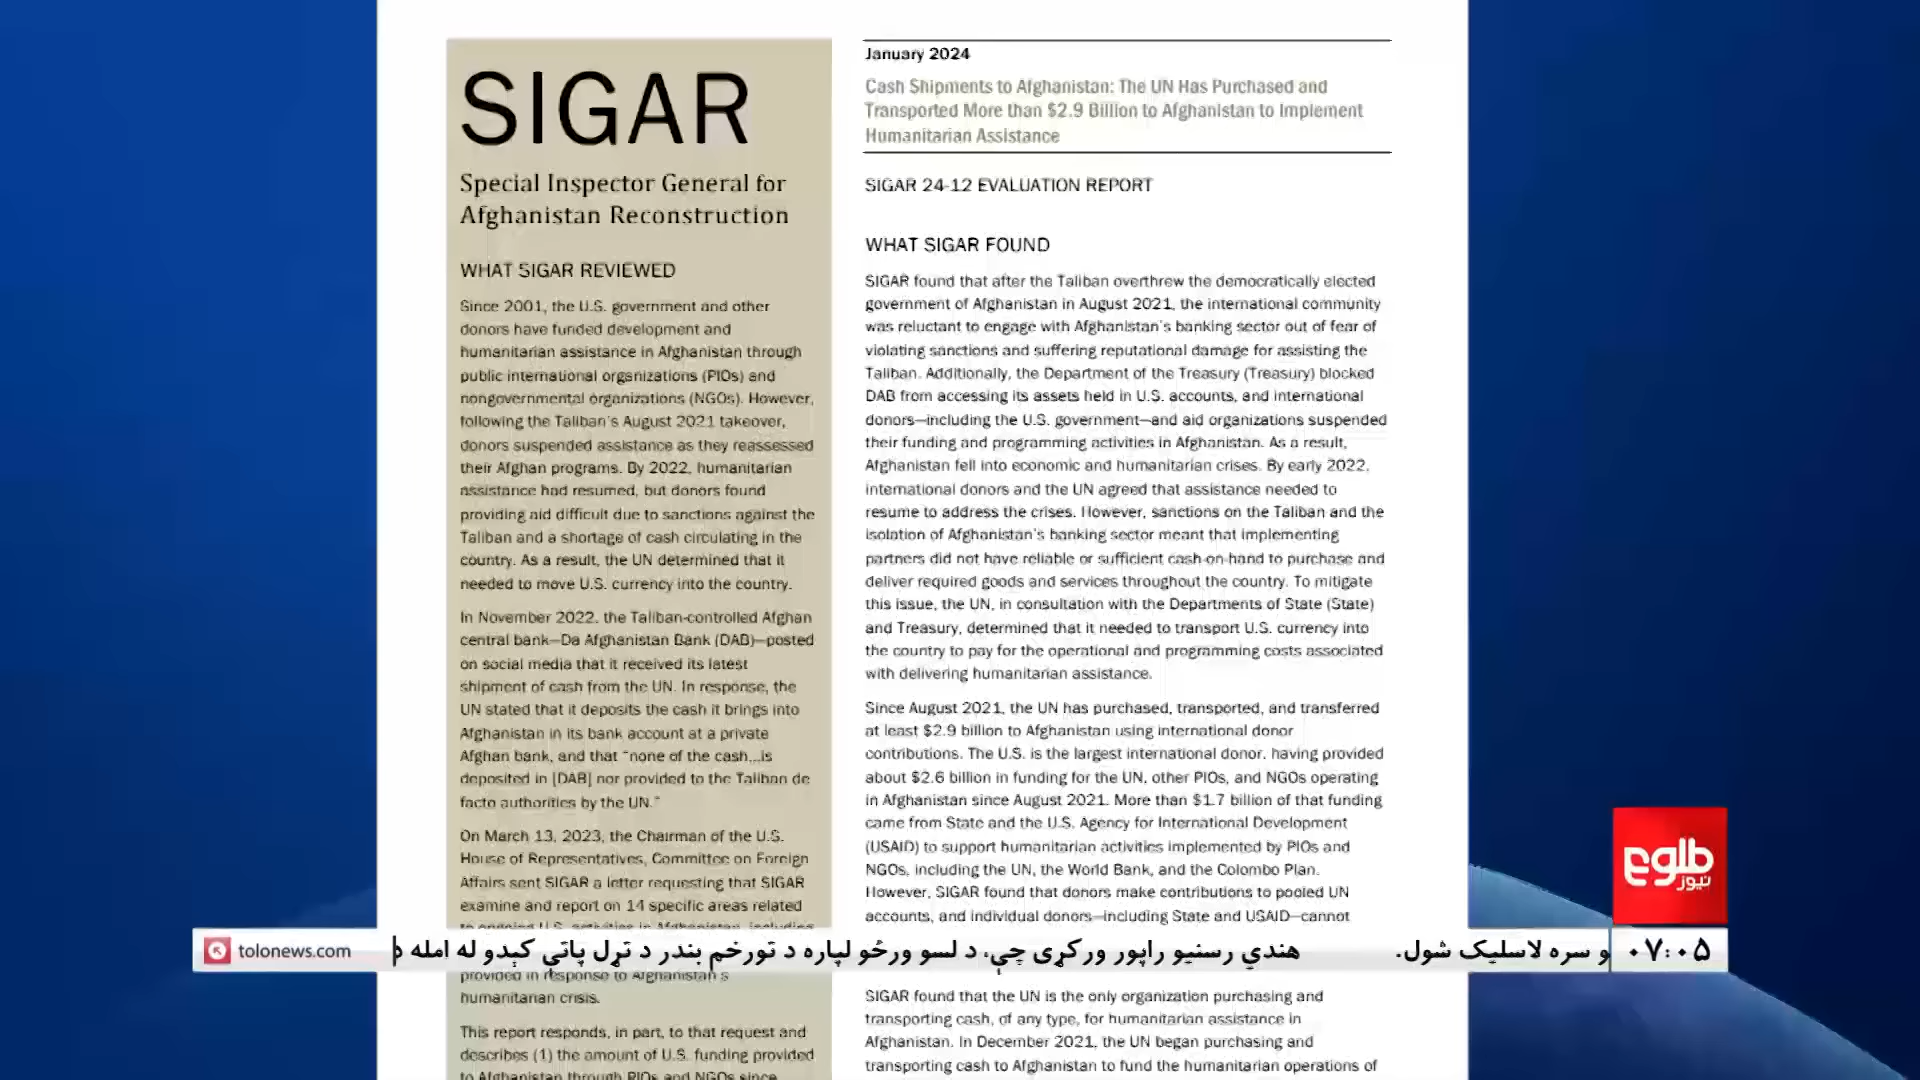 SIGAR
Special Inspector General for
Afghanistan Reconstruction
WHAT SIGAR REVIEWED
Since 2001, the U.S. government and other
donors have funded development and
humanitarian assistance in Afghanistan through
public international organizations (PIOs) and
nongovernmental organizations (NGOs). However,
following the Taliban's August 2021 takeover,
donors suspended assistance as they reassessed
their Afghan programs. By 2022, humanitarian
assistance had resumed, but donors found
providing aid difficult due to sanctions against the
Taliban and a shortage of cash circulating in the
country. As a result, the UN determined that it
needed to move U.S. currency into the country.
In November 2022, the Taliban-controlled Afghan
central bank—Da Afghanistan Bank (DAB)—posted
on social media that it received its latest
shipment of cash from the UN. In response, the
UN stated that it deposits the cash it brings into
Afghanistan in its bank account at a private
Afghan bank, and that "none of the cash...is
deposited in [DAB] nor provided to the Taliban de
facto authorities by the UN."
On March 13, 2023, the Chairman of the U.S.
House of Representatives, Committee on Foreign
Affairs sent SIGAR a letter requesting that SIGAR
examine and report on 14 specific areas related
to ongoing U.S. activities in Afghanistan, including
provided in response to Afghanistan's
humanitarian crisis.
This report responds, in part, to that request and
describes (1) the amount of U.S. funding provided
to Afghanistan through PIOs and NGOs since
January 2024
Cash Shipments to Afghanistan: The UN Has Purchased and
Transported More than $2.9 Billion to Afghanistan to Implement
Humanitarian Assistance
SIGAR 24-12 EVALUATION REPORT
WHAT SIGAR FOUND
SIGAR found that after the Taliban overthrew the democratically elected
government of Afghanistan in August 2021, the international community
was reluctant to engage with Afghanistan's banking sector out of fear of
violating sanctions and suffering reputational damage for assisting the
Taliban. Additionally, the Department of the Treasury (Treasury) blocked
DAB from accessing its assets held in U.S. accounts, and international
donors—including the U.S. government—and aid organizations suspended
their funding and programming activities in Afghanistan. As a result,
Afghanistan fell into economic and humanitarian crises. By early 2022,
international donors and the UN agreed that assistance needed to
resume to address the crises. However, sanctions on the Taliban and the
isolation of Afghanistan's banking sector meant that implementing
partners did not have reliable or sufficient cash-on-hand to purchase and
deliver required goods and services throughout the country. To mitigate
this issue, the UN, in consultation with the Departments of State (State)
and Treasury, determined that it needed to transport U.S. currency into
the country to pay for the operational and programming costs associated
with delivering humanitarian assistance.
Since August 2021, the UN has purchased, transported, and transferred
at least $2.9 billion to Afghanistan using international donor
contributions. The U.S. is the largest international donor, having provided
about $2.6 billion in funding for the UN, other PIOs, and NGOs operating
in Afghanistan since August 2021. More than $1.7 billion of that funding
came from State and the U.S. Agency for International Development
(USAID) to support humanitarian activities implemented by PIOs and
NGOs, including the UN, the World Bank, and the Colombo Plan.
However, SIGAR found that donors make contributions to pooled UN
accounts, and individual donors—including State and USAID—cannot
SIGAR found that the UN is the only organization purchasing and
transporting cash, of any type, for humanitarian assistance in
Afghanistan. In December 2021, the UN began purchasing and
transporting cash to Afghanistan to fund the humanitarian operations of
طلوع
نیوز
۰۷:۰۵
و سره لاسلیک شول. هندي رسنیو راپور ورکړی چې، د لسو ورځو لپاره د تورخم بندر د تړل پاتې کېدو له امله د
tolonews.com